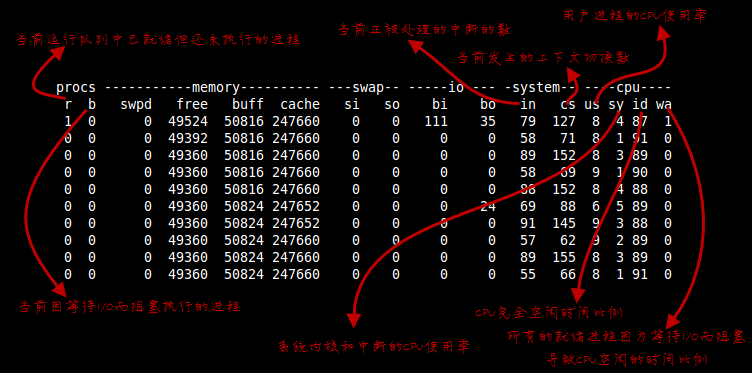 用户进程的CPU使用率
当前正被处理的中断的数
当前运行队列中已就绪但还未执行的进程
当前发生的上下文切换数
procs -----------memory---------- ---swap-- -----io ---- -system-- ----cpu----
r b swpd free buff cache si so bi bo in cs us sy id wa
1 0 0 49524 50816 247660 0 0 111 35 79 127 8 4 87 1
0 0 0 49392 50816 247660 0 0 0 0 58 71 8 1 91 0
0 0 0 49360 50816 247660 0 0 0 0 89 152 8 3 89 0
0 0 0 49360 50816 247660 0 0 0 0 58 69 9 1 90 0
0 0 0 49360 50816 247660 0 0 0 0 152 8 4 88 0
0 0 0 49360 50824 247652 0 0 0 24 69 88 6 5 89 0
0 0 0 49360 50824 247652 0 0 0 0 91 145 9 3 88 0
0 0 0 49360 50824 247660 0 0 0 0 57 62 9 2 89 0
0 0 0 49360 50824 247660 0 0 0 0 89 155 8 3 89 0
0 0 0 49360 50824 247660 0 0 0 0 55 66 8 1 91 0
当前因等待I/O而阻塞执行的进程
CPU完全空闲时间比例
系统内核和中断的CPU使用率
所有的就绪进程因为等待I/O而阻塞
导致CPU空闲的时间比例